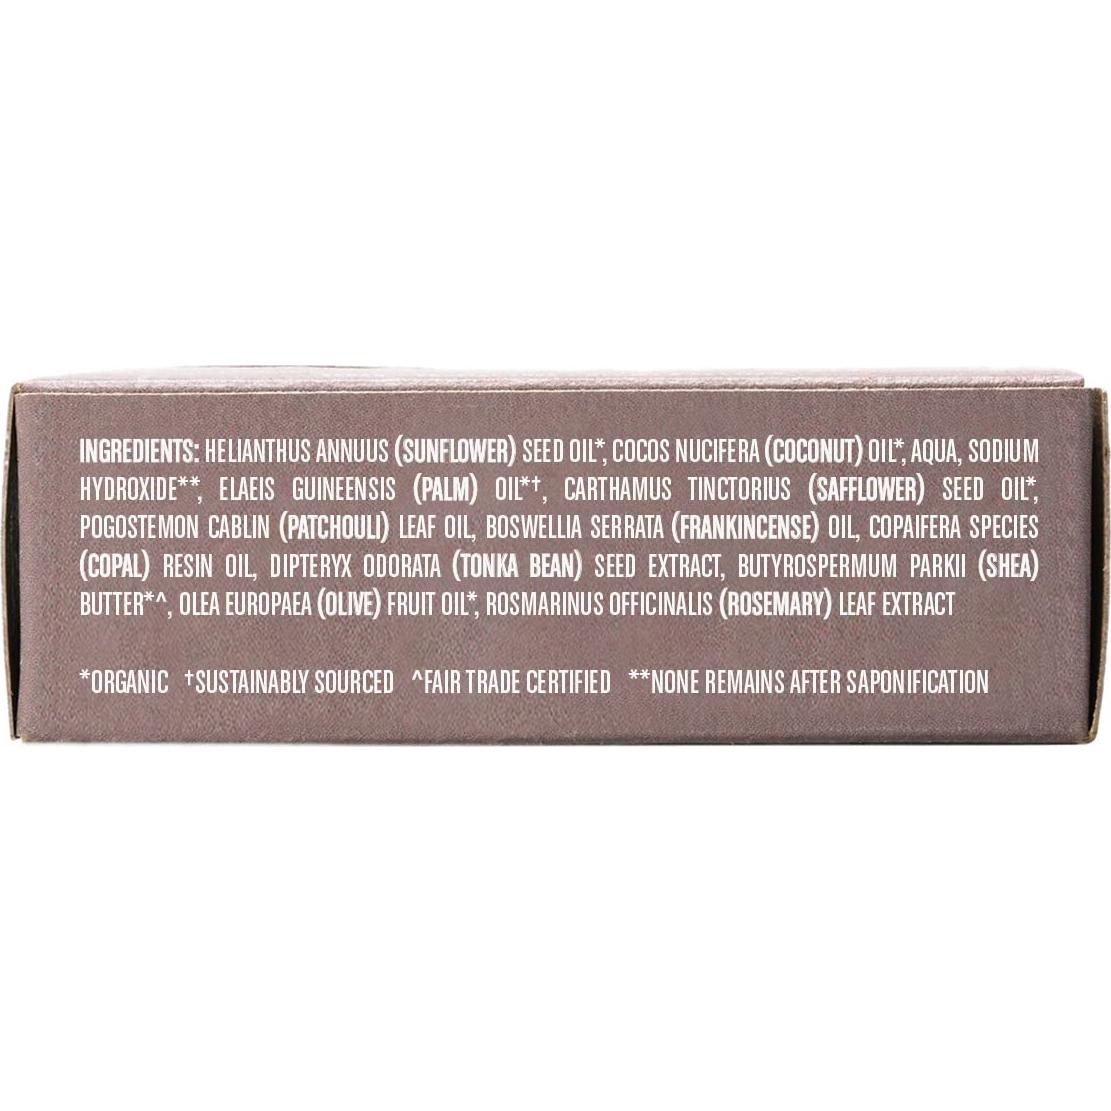 INGREDIENTS: HELIANTHUS ANNUUS (SUNFLOWER) SEED OIL*, COCOS NUCIFERA (COCONUT) OIL*, AQUA, SODIUM
HYDROXIDE**, ELAEIS GUINEENSIS (PALM) OIL*†, CARTHAMUS TINCTORIUS (SAFFLOWER) SEED OIL*,
POGOSTEMON CABLIN (PATCHOULI) LEAF OIL, BOSWELLIA SERRATA (FRANKINCENSE) OIL, COPAIFERA SPECIES
(COPAL) RESIN OIL, DIPTERYX ODORATA (TONKA BEAN) SEED EXTRACT, BUTYROSPERMUM PARKII (SHEA)
BUTTER*^, OLEA EUROPAEA (OLIVE) FRUIT OIL*, ROSMARINUS OFFICINALIS (ROSEMARY) LEAF EXTRACT
*ORGANIC †SUSTAINABLY SOURCED ^FAIR TRADE CERTIFIED **NONE REMAINS AFTER SAPONIFICATION